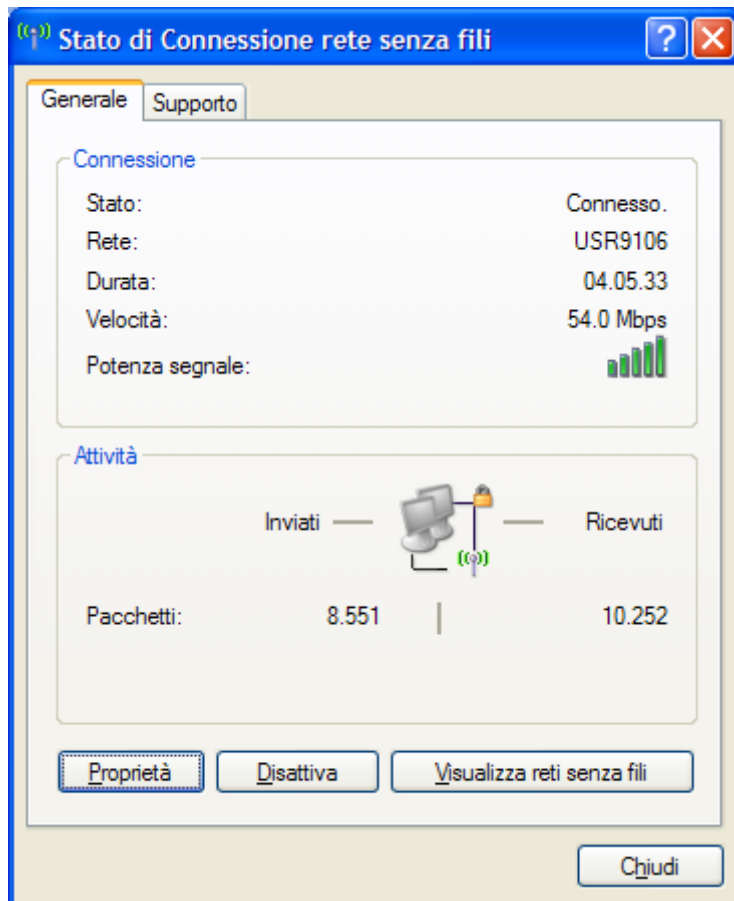 Stato di Connessione rete senza fili
Generale Supporto
Connessione
Stato: Connesso.
Rete: USR9106
Durata: 04.05.33
Velocità: 54.0 Mbps
Potenza segnale:
Attività
Inviati Ricevuti
Pacchetti: 8.551 10.252
Proprietà Disattiva Visualizza reti senza fili
Chiudi